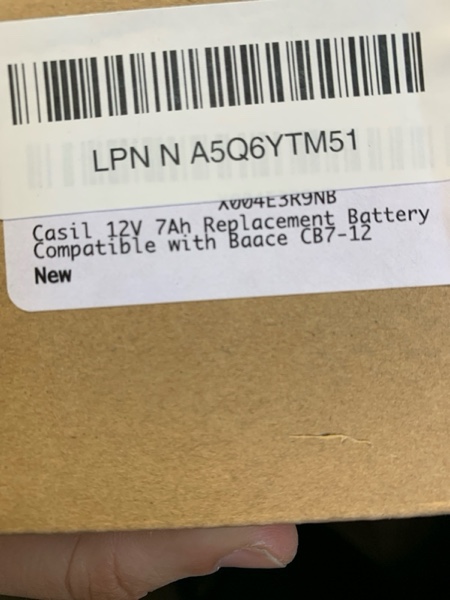 LPN N A5Q6YTM51
X004E3R9NB
Casil 12V 7Ah Replacement Battery
Compatible with Baace CB7-12
New